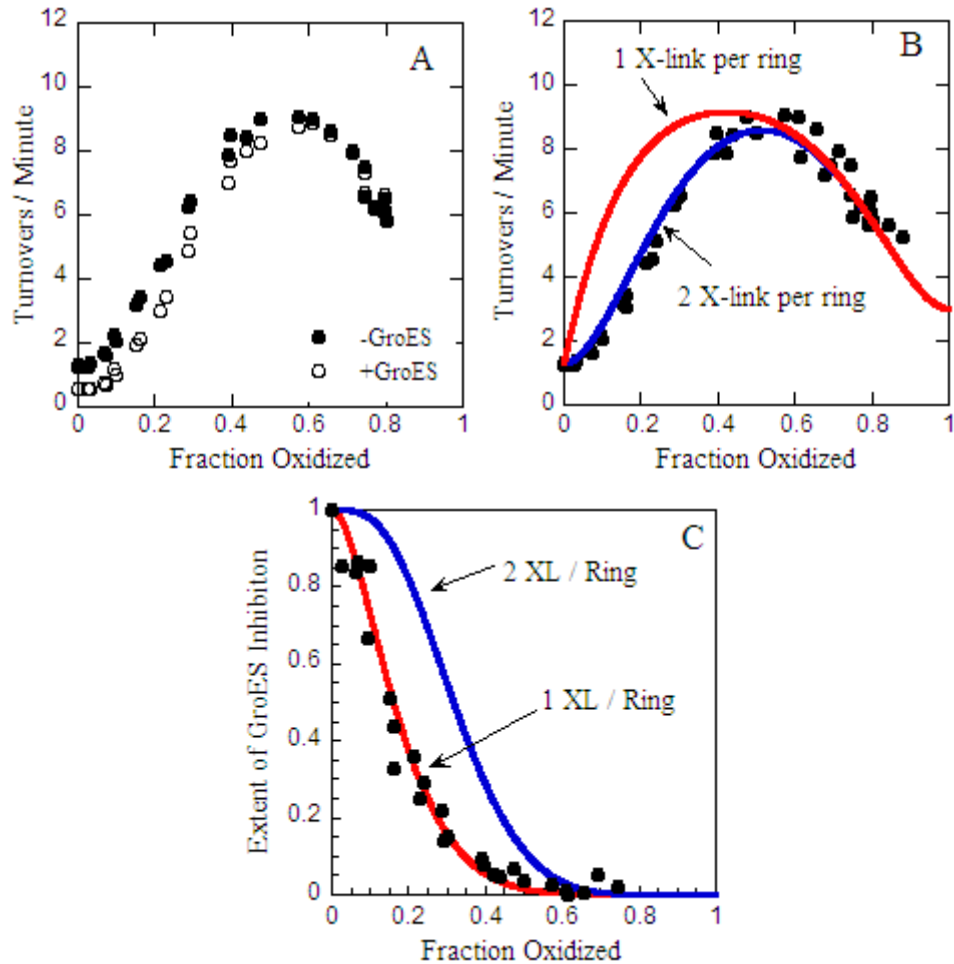 A
12
10
8
6
4
2
0
Turnovers / Minute
-GroES
+GroES
0 0.2 0.4 0.6 0.8 1
Fraction Oxidized
B
1 X-link per ring
12
10
8
6
4
2
0
Turnovers / Minute
2 X-link per ring
0 0.2 0.4 0.6 0.8 1
Fraction Oxidized
C
1
0.8
0.6
0.4
0.2
0
Extent of GroES Inhibiton
2 XL / Ring
1 XL / Ring
0 0.2 0.4 0.6 0.8 1
Fraction Oxidized